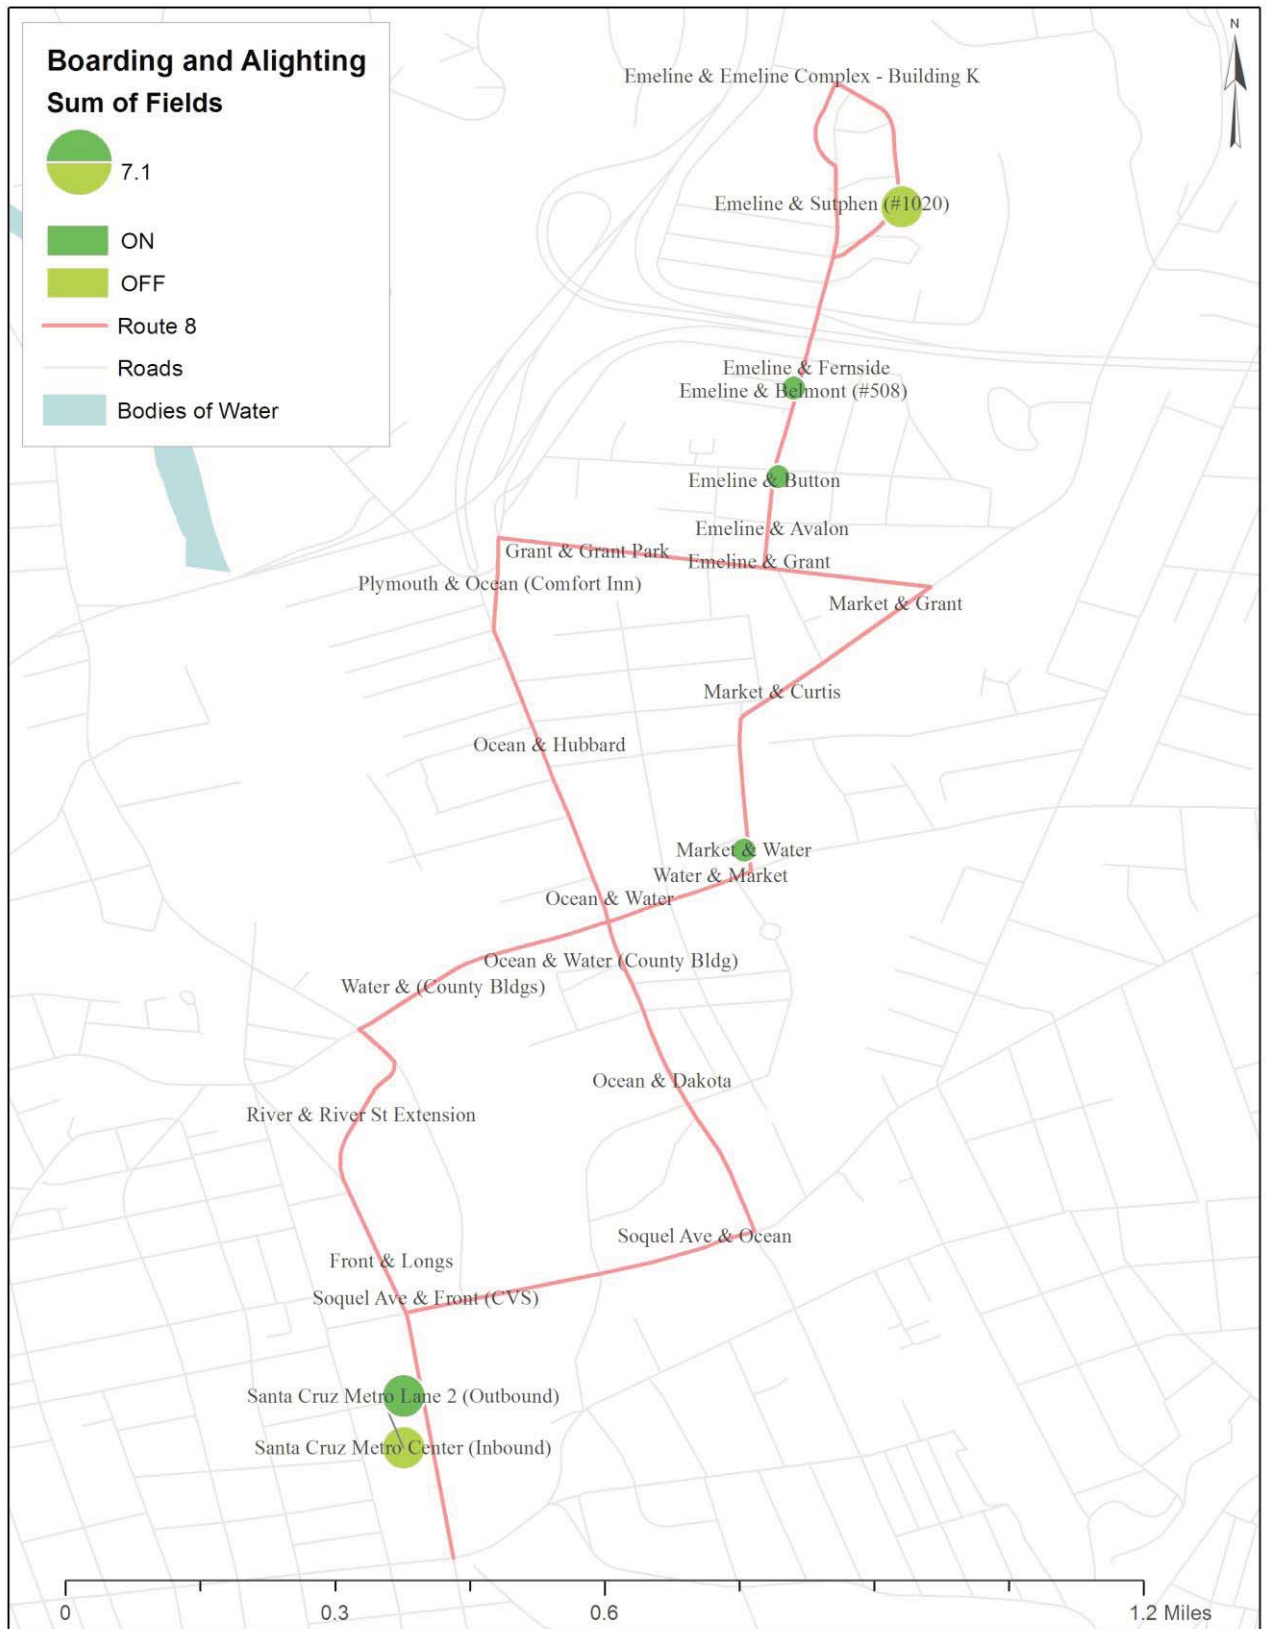 Boarding and Alighting
Sum of Fields
7.1
ON
OFF
Route 8
Roads
Bodies of Water
N
Emeline & Emeline Complex - Building K
Emeline & Sutphen (#1020)
Emeline & Fernside
Emeline & Belmont (#508)
Emeline & Button
Emeline & Avalon
Grant & Grant Park
Emeline & Grant
Plymouth & Ocean (Comfort Inn)
Market & Grant
Market & Curtis
Ocean & Hubbard
Market & Water
Water & Market
Ocean & Water
Ocean & Water (County Bldg)
Water & (County Bldgs)
Ocean & Dakota
River & River St Extension
Soquel Ave & Ocean
Front & Longs
Soquel Ave & Front (CVS)
Santa Cruz Metro Lane 2 (Outbound)
Santa Cruz Metro Center (Inbound)
0 0.3 0.6 1.2 Miles